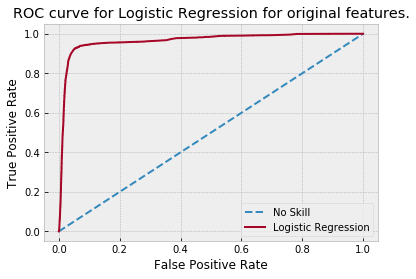 ROC curve for Logistic Regression for original features.
True Positive Rate
1.0
0.8
0.6
0.4
0.2
0.0
No Skill
Logistic Regression
0.0 0.2 0.4 0.6 0.8 1.0
False Positive Rate